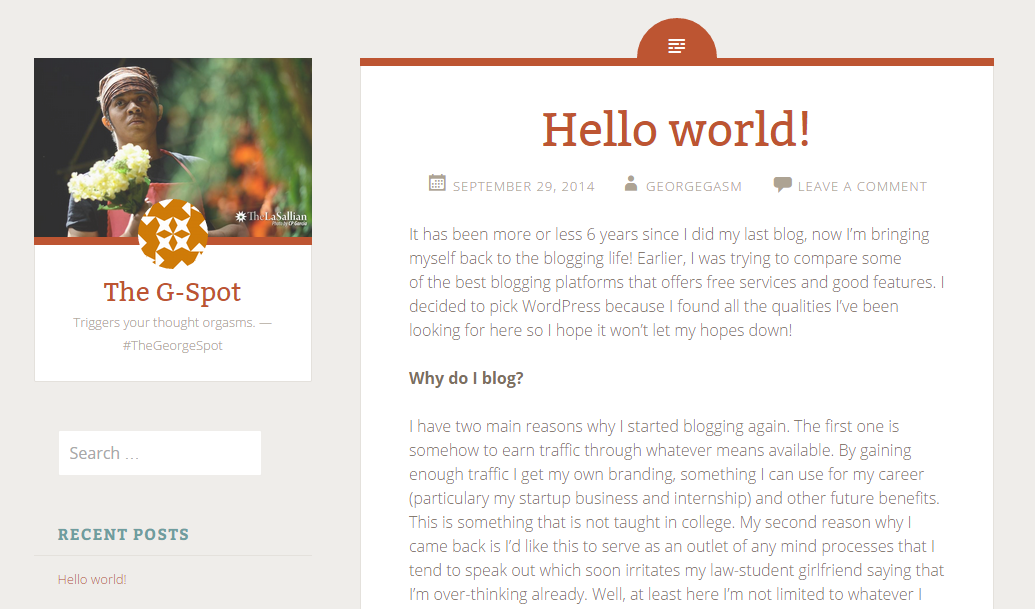 TheLaSallian
The G-Spot
Triggers your thought orgasms. —
#TheGeorgeSpot
Search …
RECENT POSTS
Hello world!
Hello world!
SEPTEMBER 29, 2014 GEORGEGASM LEAVE A COMMENT
It has been more or less 6 years since I did my last blog, now I’m bringing
myself back to the blogging life! Earlier, I was trying to compare some
of the best blogging platforms that offers free services and good features. I
decided to pick WordPress because I found all the qualities I’ve been
looking for here so I hope it won’t let my hopes down!
Why do I blog?
I have two main reasons why I started blogging again. The first one is
somehow to earn traffic through whatever means available. By gaining
enough traffic I get my own branding, something I can use for my career
(particulary my startup business and internship) and other future benefits.
This is something that is not taught in college. My second reason why I
came back is I’d like this to serve as an outlet of any mind processes that I
tend to speak out which soon irritates my law-student girlfriend saying that
I’m over-thinking already. Well, at least here I’m not limited to whatever I